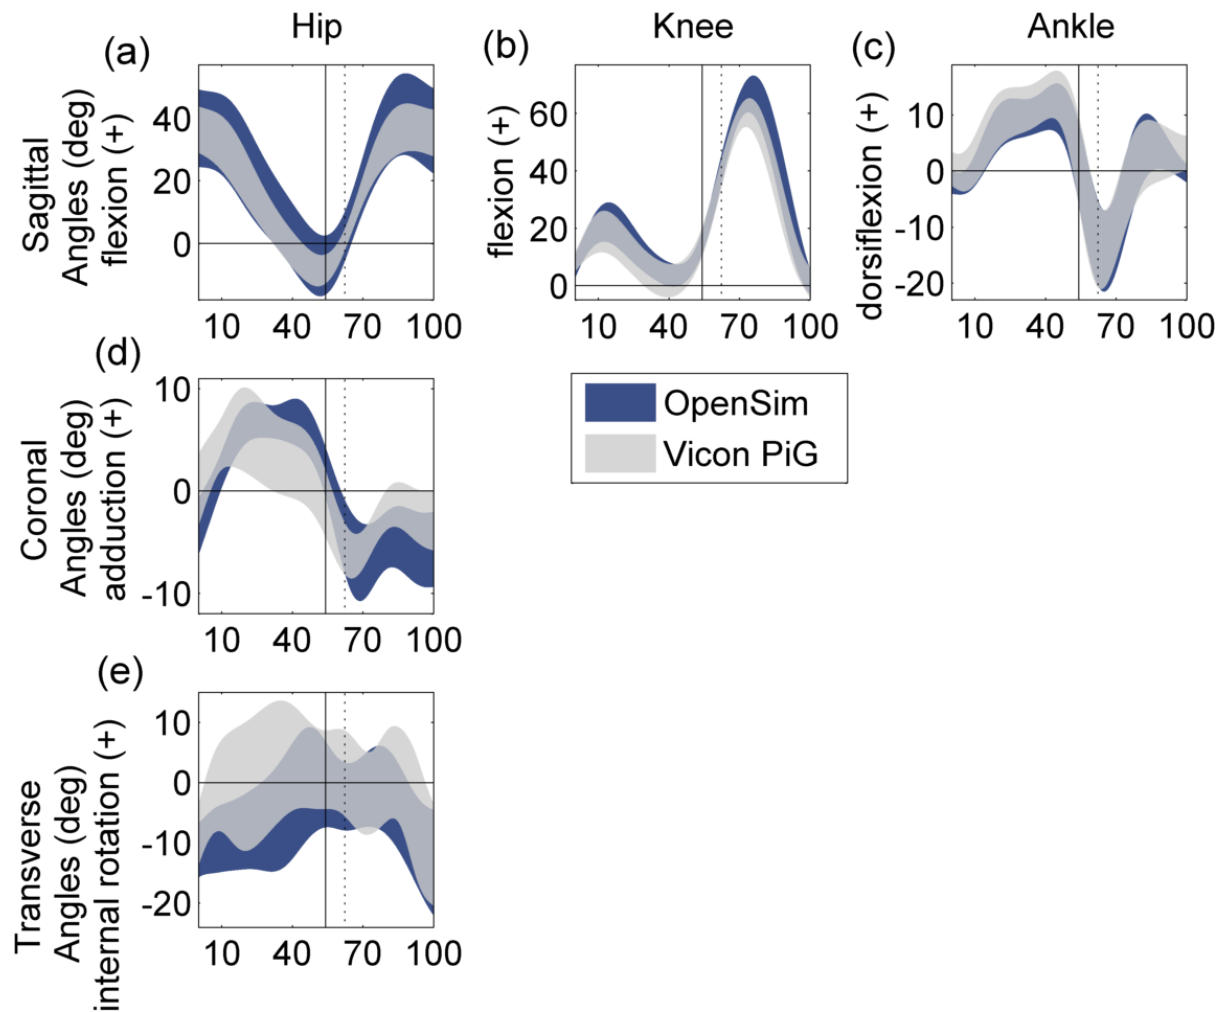 Hip
Knee
Ankle
(a)
(b)
(c)
Sagittal
Angles (deg)
flexion (+)
40
20
0
10 40 70 100
flexion (+)
60
40
20
0
10 40 70 100
dorsiflexion (+)
10
0
-10
-20
10 40 70 100
(d)
Coronal
Angles (deg)
adduction (+)
10
0
-10
10 40 70 100
OpenSim
Vicon PiG
(e)
Transverse
Angles (deg)
internal rotation (+)
10
0
-10
-20
10 40 70 100